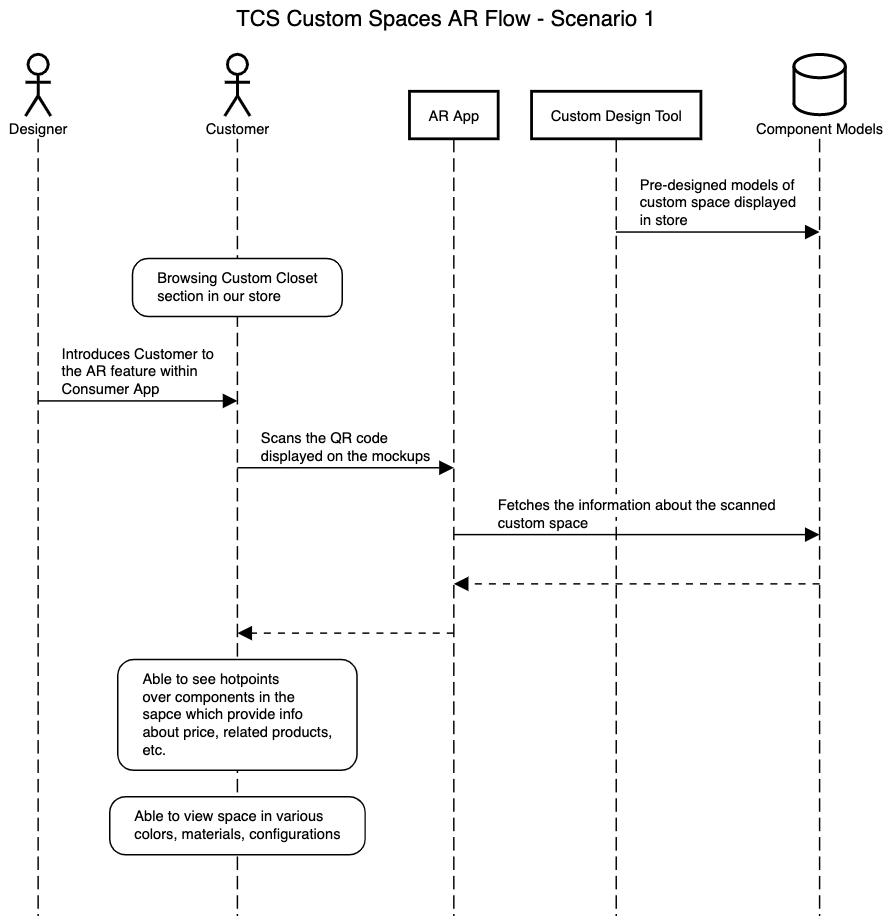 TCS Custom Spaces AR Flow - Scenario 1
Designer
Customer
AR App
Custom Design Tool
Component Models
Pre-designed models of
custom space displayed
in store
Browsing Custom Closet
section in our store
Introduces Customer to
the AR feature within
Consumer App
Scans the QR code
displayed on the mockups
Fetches the information about the scanned
custom space
Able to see hotpoints
over components in the
sapce which provide info
about price, related products,
etc.
Able to view space in various
colors, materials, configurations